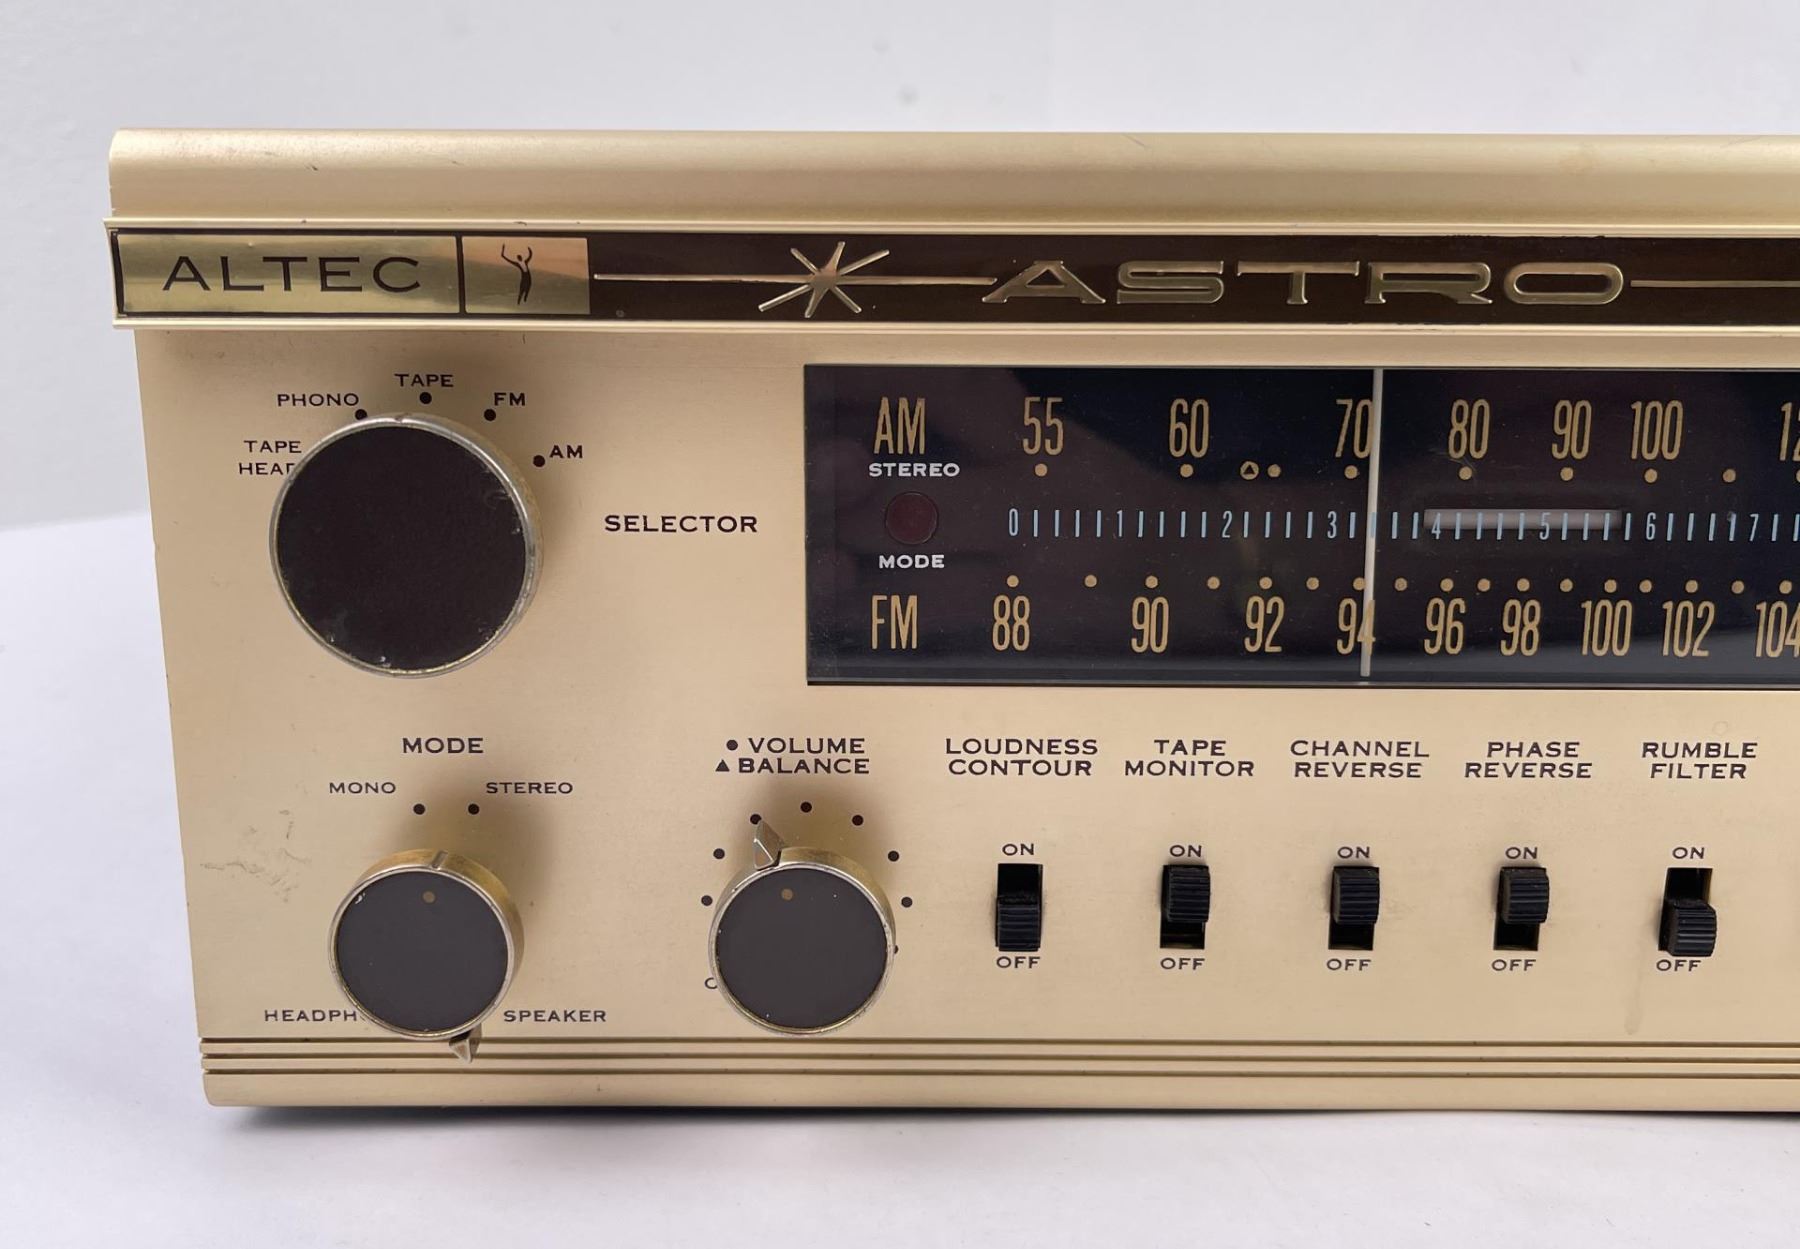 ALTEC
ASTRO
TAPE
PHONO
FM
TAPE
AM
SELECTOR
AM 55 60 70 80 90 100
STEREO
0 1 2 3 4 5 6 7
MODE
FM 88 90 92 94 96 98 100 102 104
MODE
MONO
STEREO
SPEAKER
● VOLUME
▲ BALANCE
LOUDNESS
CONTOUR
TAPE
MONITOR
CHANNEL
REVERSE
PHASE
REVERSE
RUMBLE
FILTER
ON ON ON ON ON
OFF OFF OFF OFF OFF